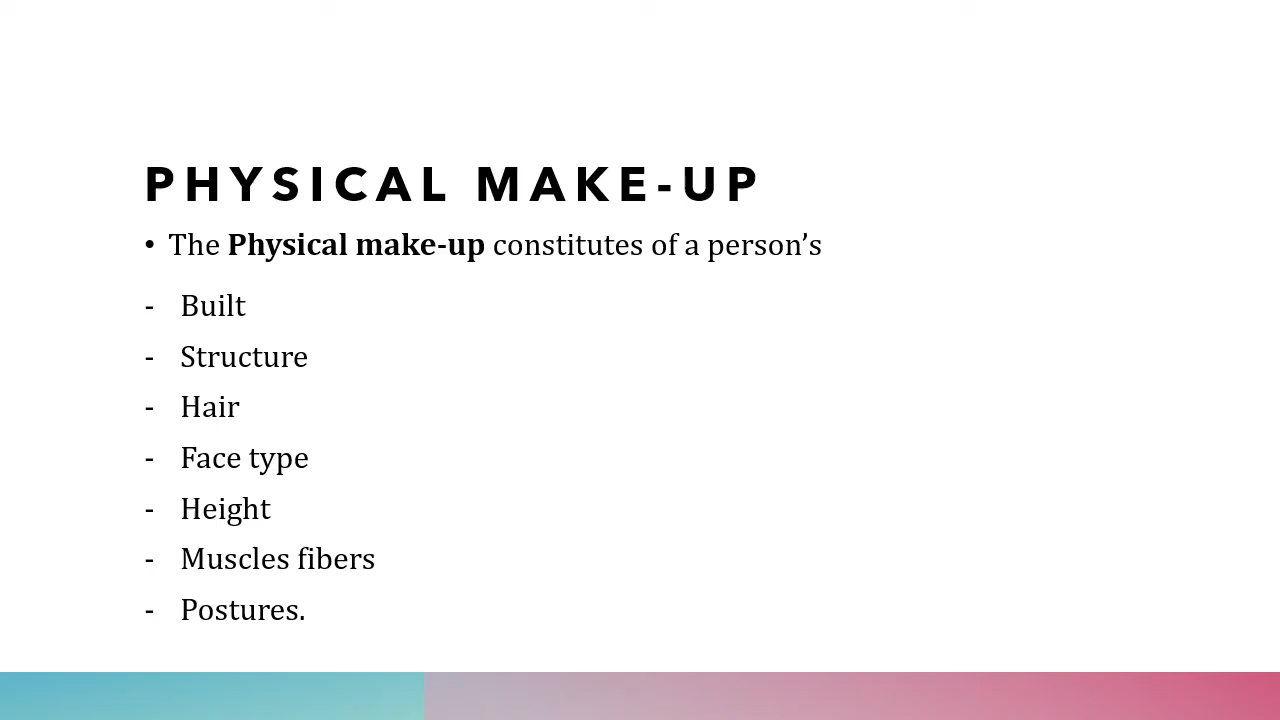 PHYSICAL MAKE-UP
• The Physical make-up constitutes of a person's
- Built
- Structure
- Hair
- Face type
- Height
- Muscles fibers
- Postures.